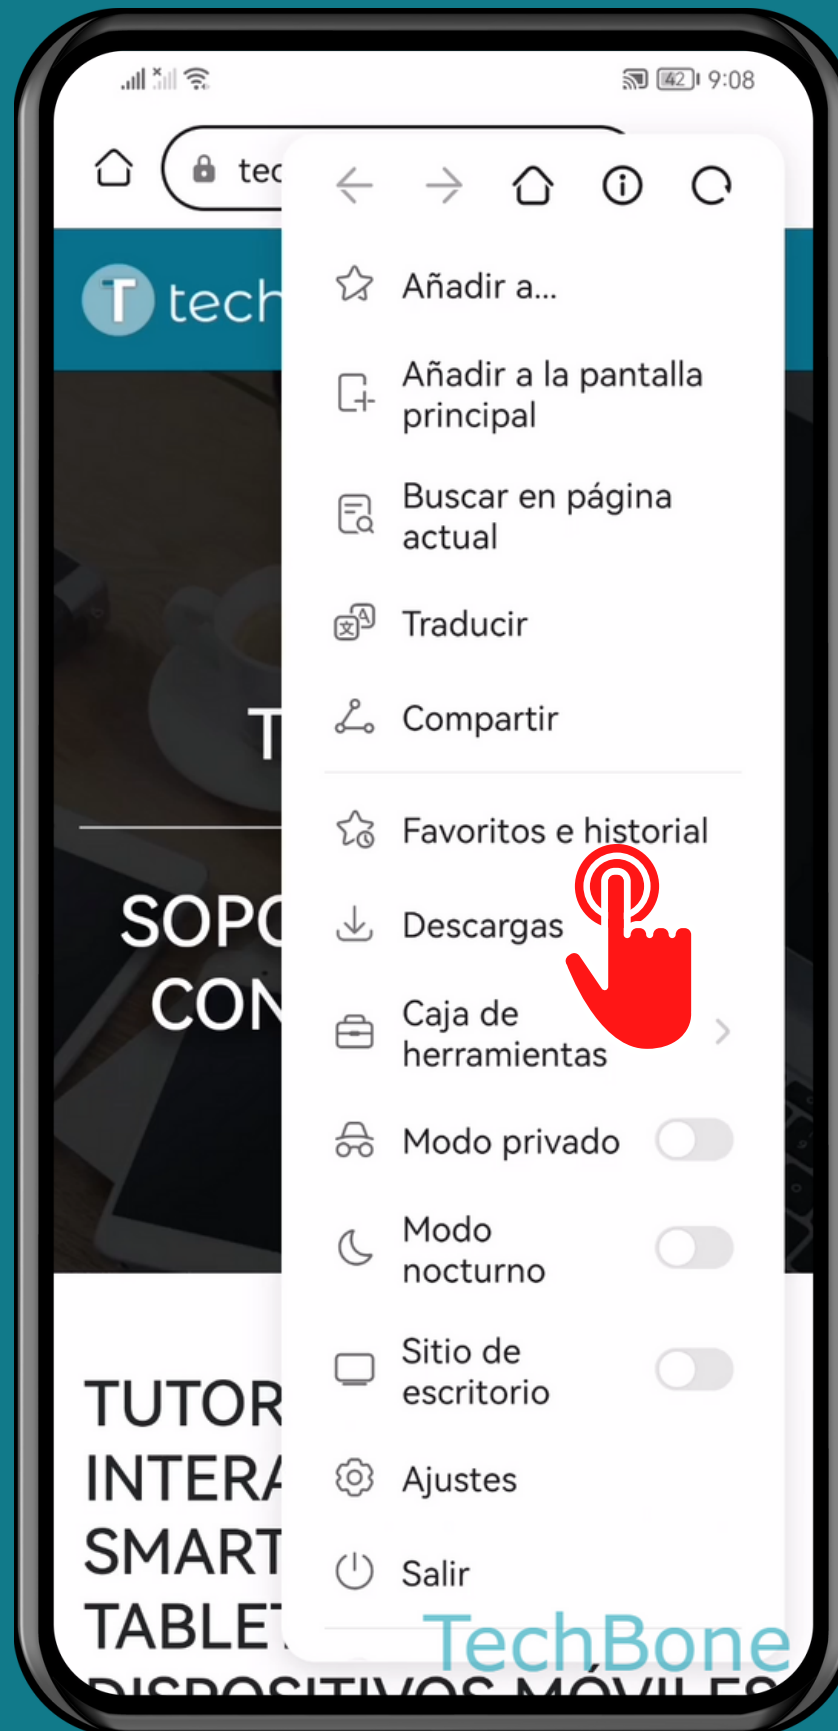 42 9:08
tec
T tech
Añadir a...
Añadir a la pantalla
principal
Buscar en página
actual
Traducir
Compartir
T
Favoritos e historial
SOPO
Descargas
CON
Caja de
herramientas
Modo privado
Modo
nocturno
Sitio de
escritorio
TUTOR
INTERA
Ajustes
SMART
Salir
TABLET
TechBone
DISPOSITIVOS MÓVILES